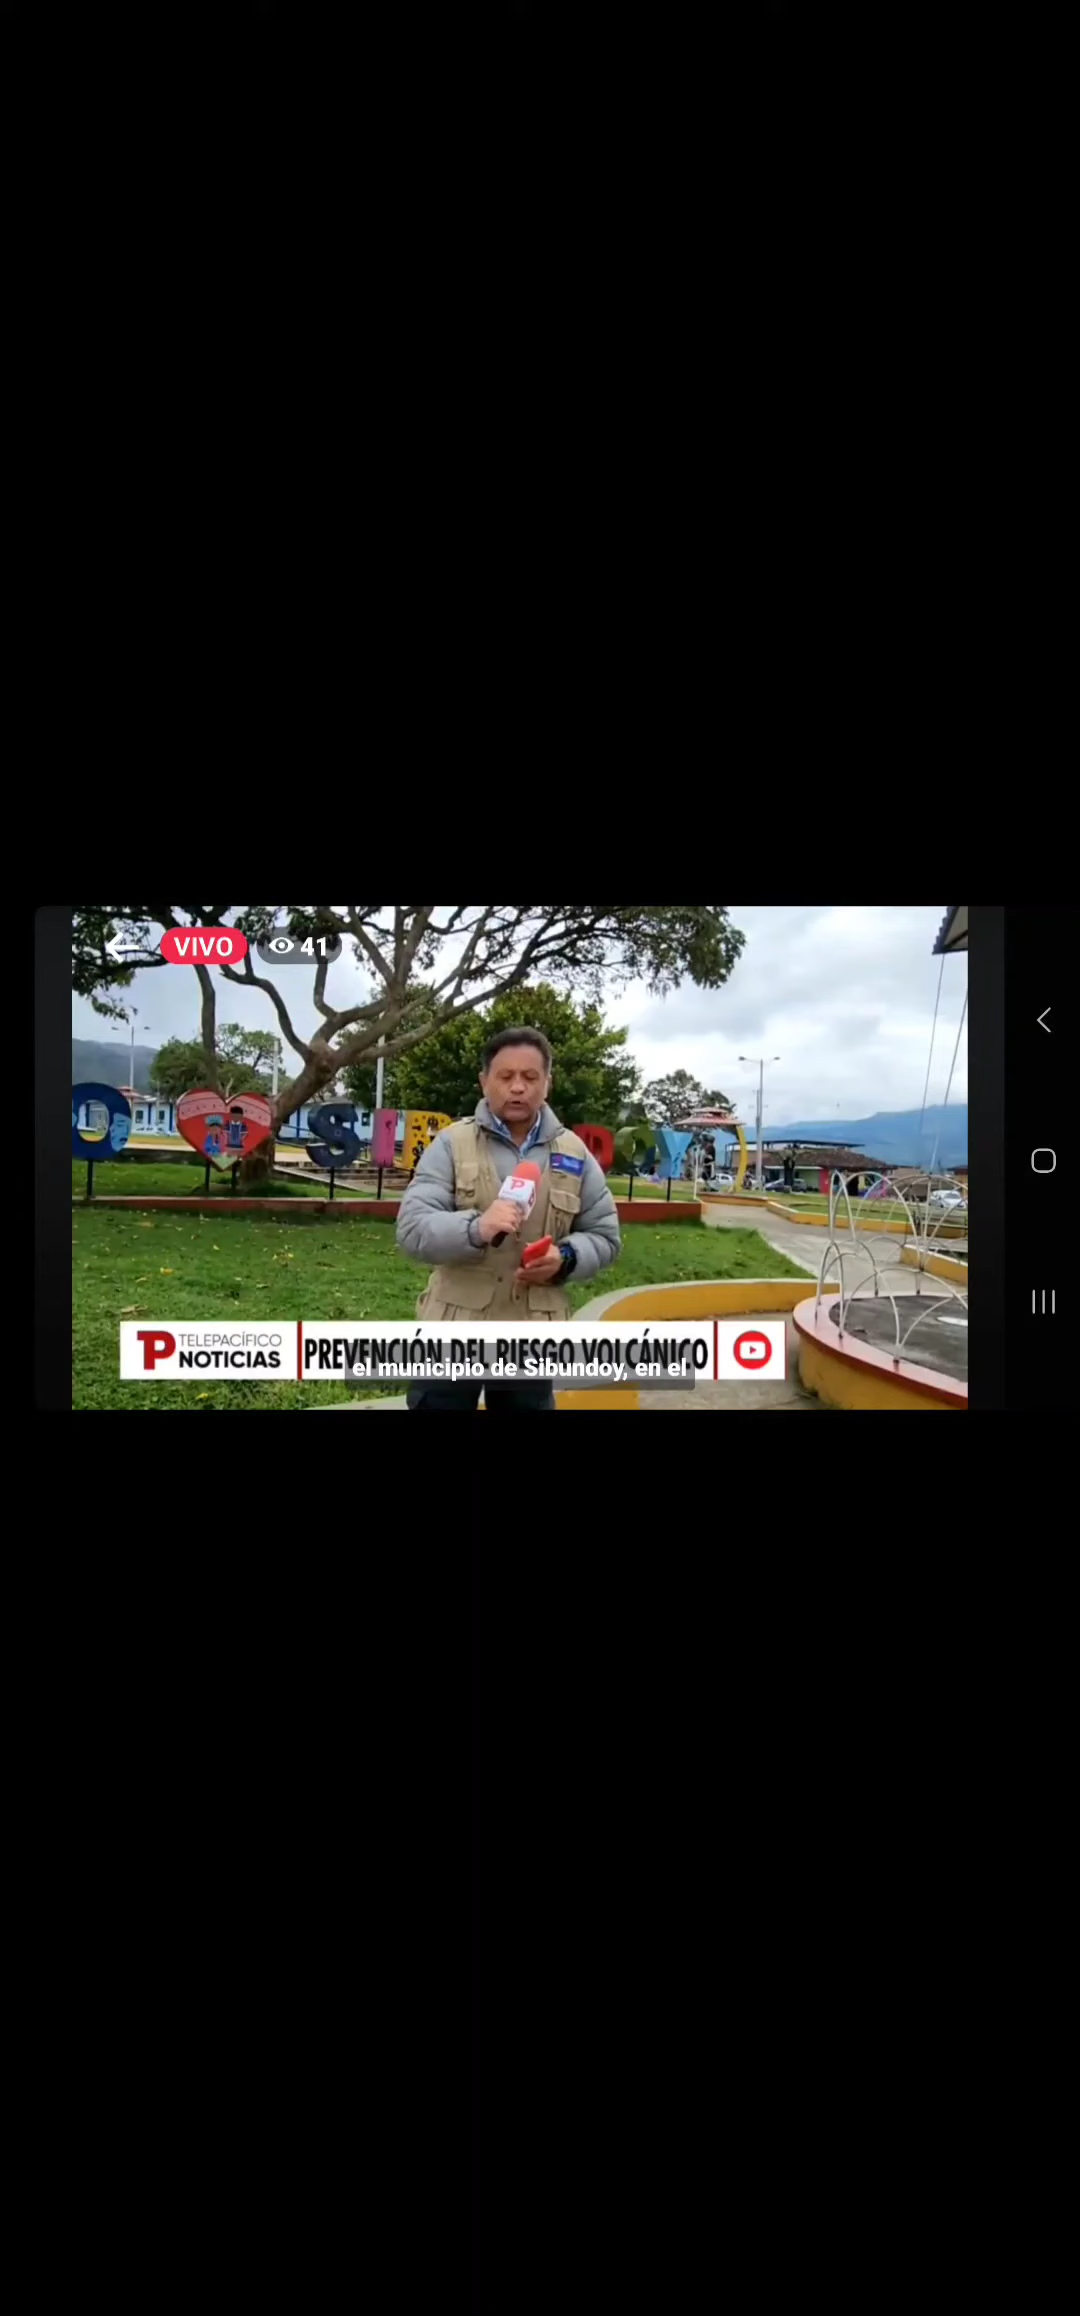 VIVO 41
TELEPACÍFICO
NOTICIAS
PREVENCIÓN DEL RIESGO VOLCÁNICO
el municipio de Sibundoy, en el